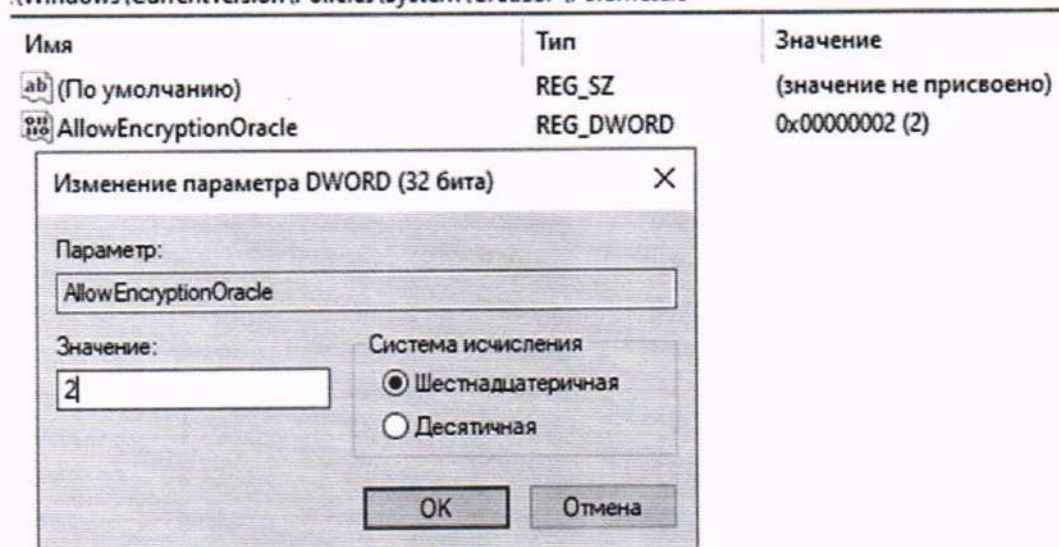 Имя Тип Значение
(По умолчанию) REG_SZ (значение не присвоено)
AllowEncryptionOracle REG_DWORD 0x00000002 (2)
Изменение параметра DWORD (32 бита)
Параметр:
AllowEncryptionOracle
Значение: Система исчисления
2 Шестнадцатеричная
Десятичная
OK Отмена